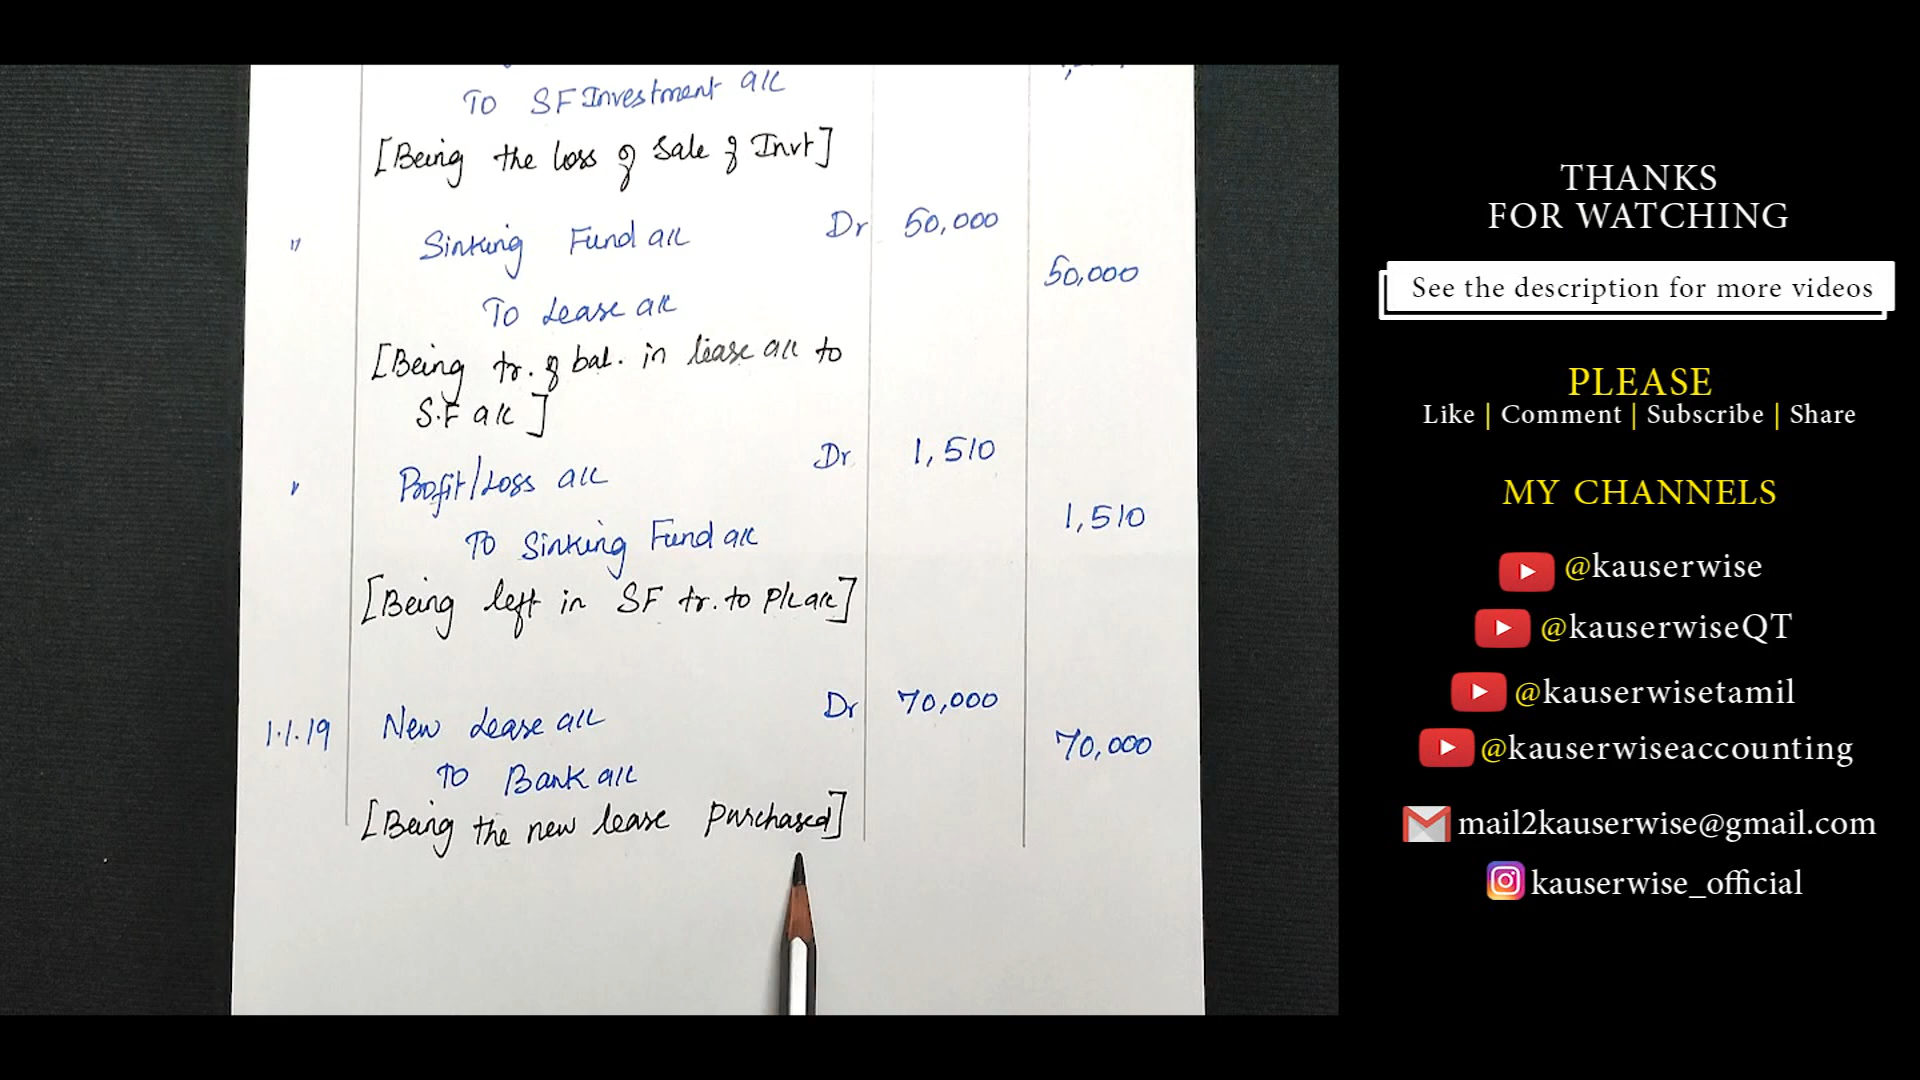 To SF Investment a/c
[Being the loss of Sale of Invt]
" Sinking Fund a/c Dr 50,000
50,000
To Lease a/c
[Being tr. of bal. in lease a/c to
S.F a/c]
" Profit/Loss a/c Dr 1,510
To Sinking Fund a/c 1,510
[Being left in SF tr. to P/L a/c]
1.1.19 New Lease a/c Dr 70,000
To Bank a/c 70,000
[Being the new lease purchased]
THANKS
FOR WATCHING
See the description for more videos
PLEASE
Like | Comment | Subscribe | Share
MY CHANNELS
@kauserwise
@kauserwiseQT
@kauserwisetamil
@kauserwiseaccounting
mail2kauserwise@gmail.com
kauserwise_official